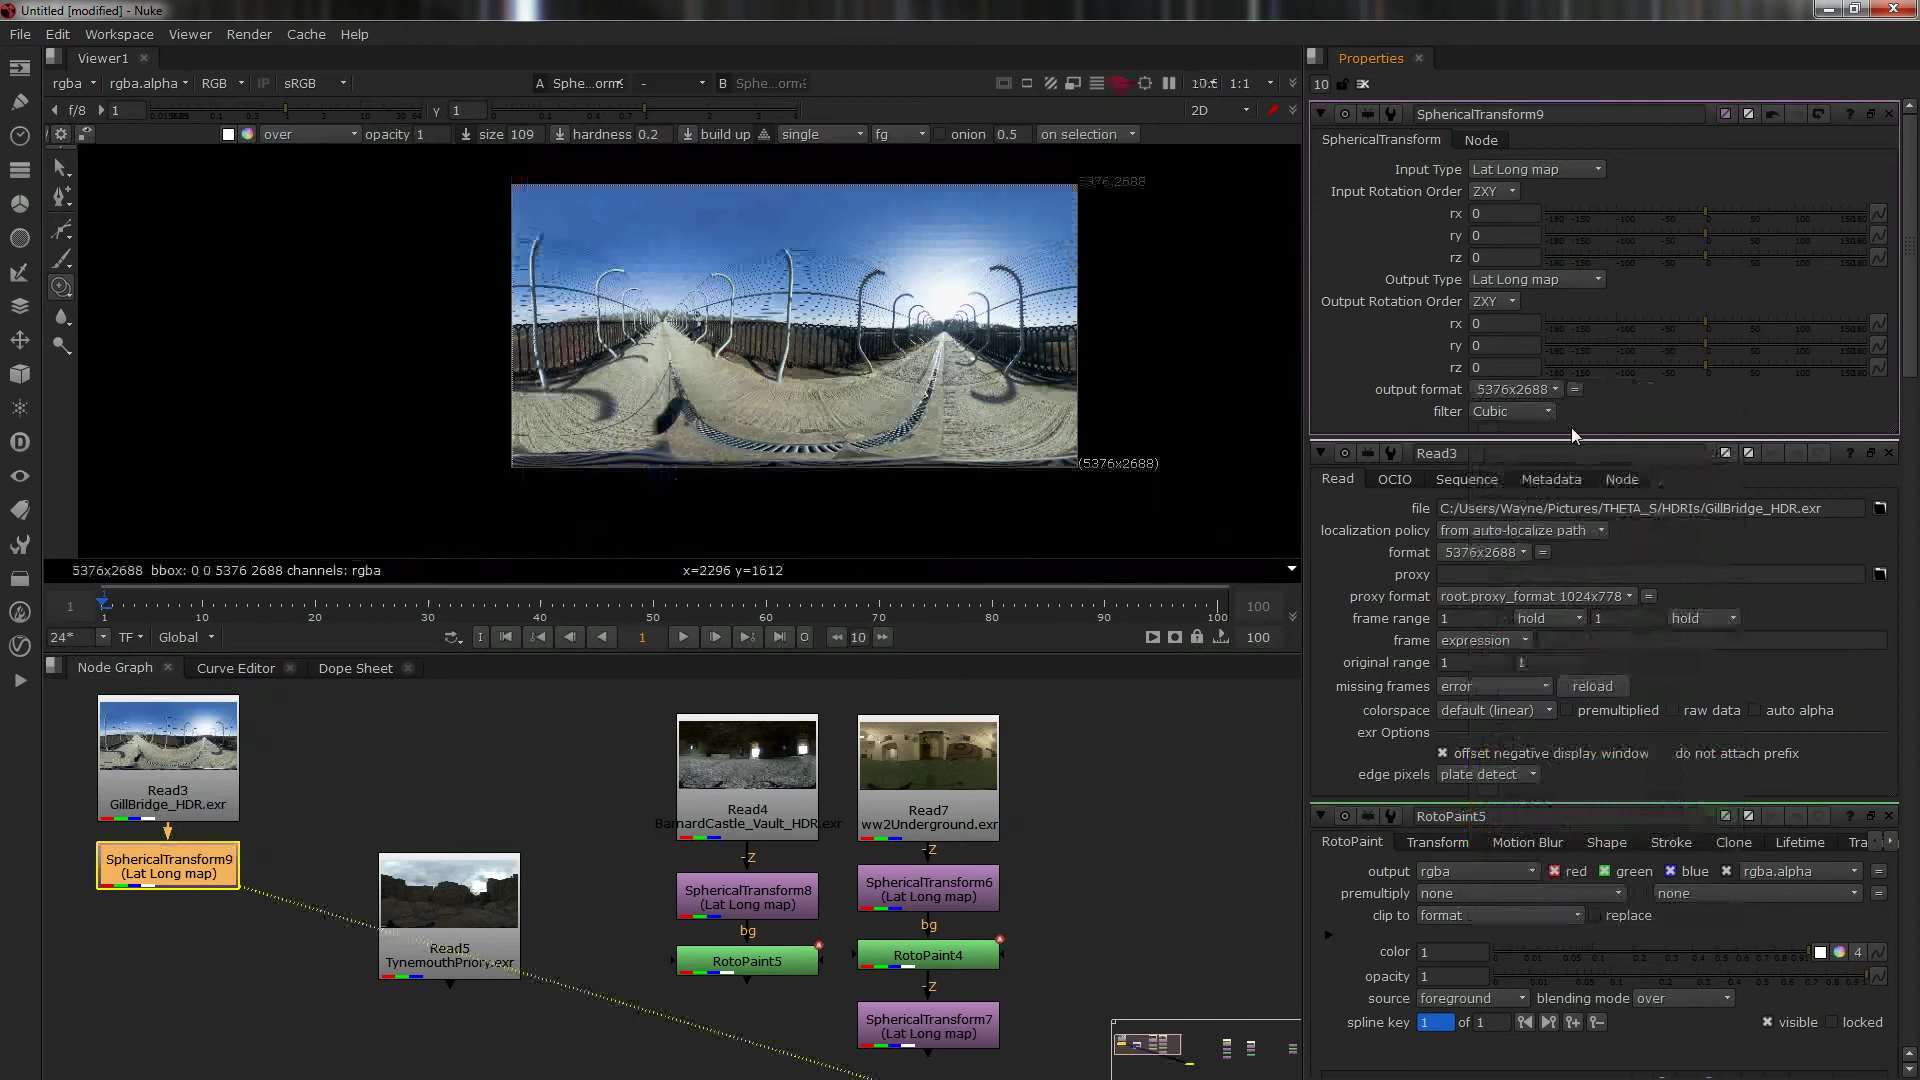 Untitled [modified] - Nuke
File Edit Workspace Viewer Render Cache Help
Viewer1
rgba rgba.alpha RGB IP sRGB A Sphe...orm - B Sphe...orm 1:1
f/8 1 γ 1 2D
over opacity 1 size 109 hardness 0.2 build up single fg onion 0.5 on selection
5376,2688
(5376x2688)
5376x2688 bbox: 0 0 5376 2688 channels: rgba x=2296 y=1612
1 1 10 20 30 40 50 60 70 80 90 100 100
24* TF Global I 1 O 10 100
Node Graph Curve Editor Dope Sheet
Read3
GillBridge_HDR.exr
SphericalTransform9
(Lat Long map)
Read5
TynemouthPriory.exr
Read4
BarnardCastle_Vault_HDR.exr
-Z
SphericalTransform8
(Lat Long map)
bg
RotoPaint5
Read7
ww2Underground.exr
-Z
SphericalTransform6
(Lat Long map)
bg
RotoPaint4
-Z
SphericalTransform7
(Lat Long map)
Properties
10
SphericalTransform9
SphericalTransform Node
Input Type Lat Long map
Input Rotation Order ZXY
rx 0
ry 0
rz 0
Output Type Lat Long map
Output Rotation Order ZXY
rx 0
ry 0
rz 0
output format 5376x2688 =
filter Cubic
Read3
Read OCIO Sequence Metadata Node
file C:/Users/Wayne/Pictures/THETA_S/HDRIs/GillBridge_HDR.exr
localization policy from auto-localize path
format 5376x2688 =
proxy
proxy format root.proxy_format 1024x778 =
frame range 1 hold 1 hold
frame expression
original range 1
missing frames error reload
colorspace default (linear) premultiplied raw data auto alpha
exr Options
offset negative display window do not attach prefix
edge pixels plate detect
RotoPaint5
RotoPaint Transform Motion Blur Shape Stroke Clone Lifetime Tra
output rgba red green blue rgba.alpha =
premultiply none none =
clip to format replace
color 1 4
opacity 1
source foreground blending mode over
spline key 1 of 1 visible locked